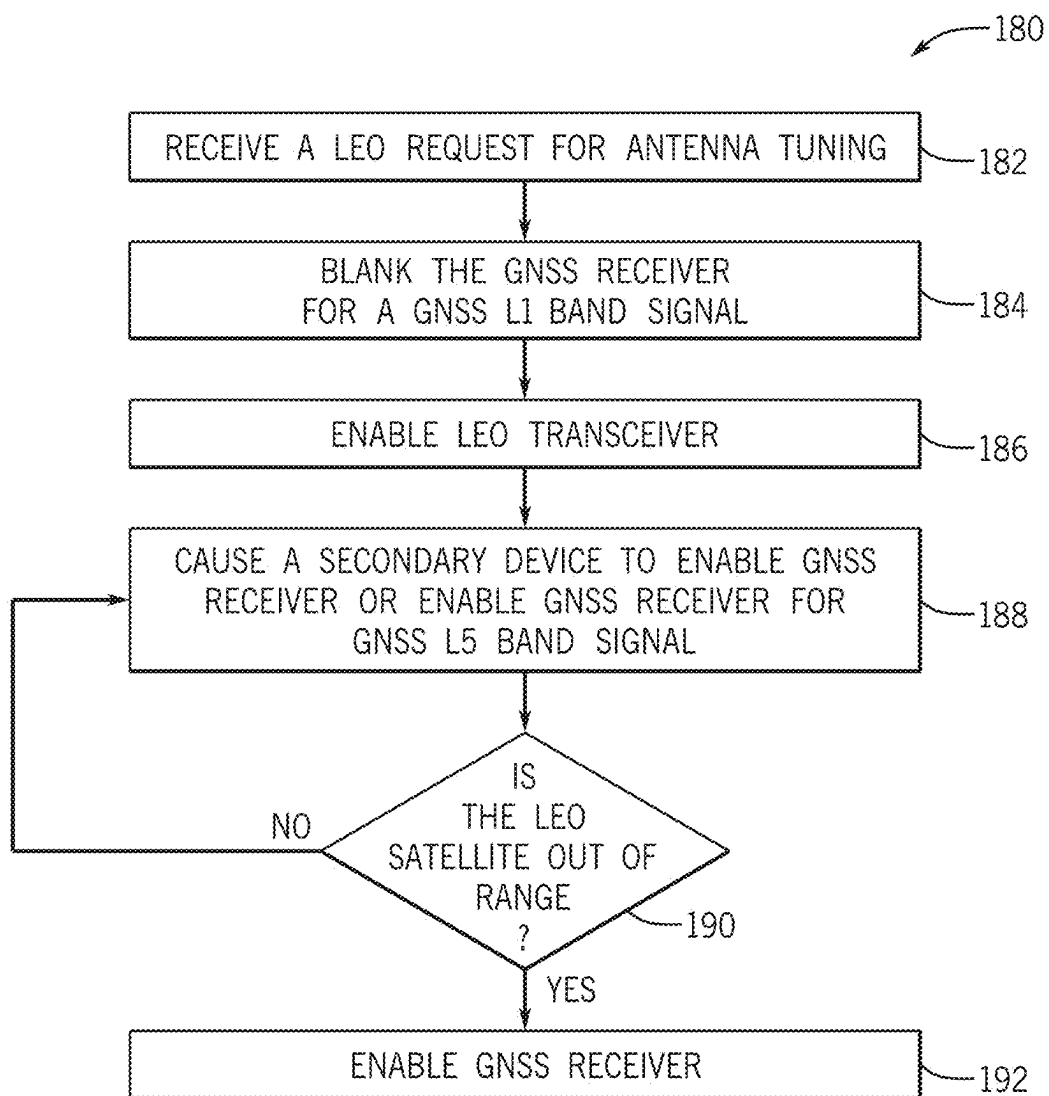 180
RECEIVE A LEO REQUEST FOR ANTENNA TUNING
182
BLANK THE GNSS RECEIVER
FOR A GNSS L1 BAND SIGNAL
184
ENABLE LEO TRANSCEIVER
186
CAUSE A SECONDARY DEVICE TO ENABLE GNSS
RECEIVER OR ENABLE GNSS RECEIVER FOR
GNSS L5 BAND SIGNAL
188
IS
THE LEO
SATELLITE OUT OF
RANGE
?
190
NO
YES
ENABLE GNSS RECEIVER
192